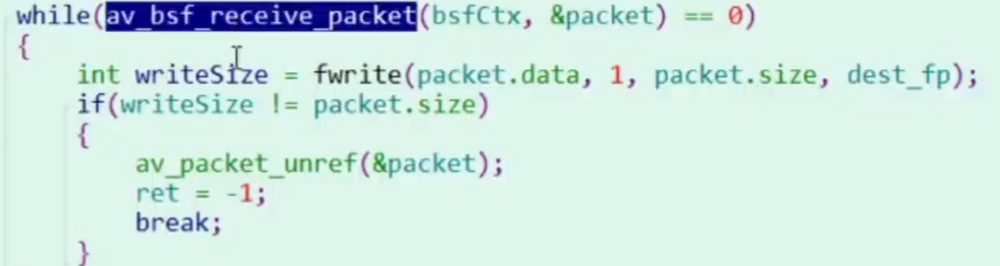 while(av_bsf_receive_packet(bsfCtx, &packet) == 0)
{
int writeSize = fwrite(packet.data, 1, packet.size, dest_fp);
if(writeSize != packet.size)
{
av_packet_unref(&packet);
ret = -1;
break;
}